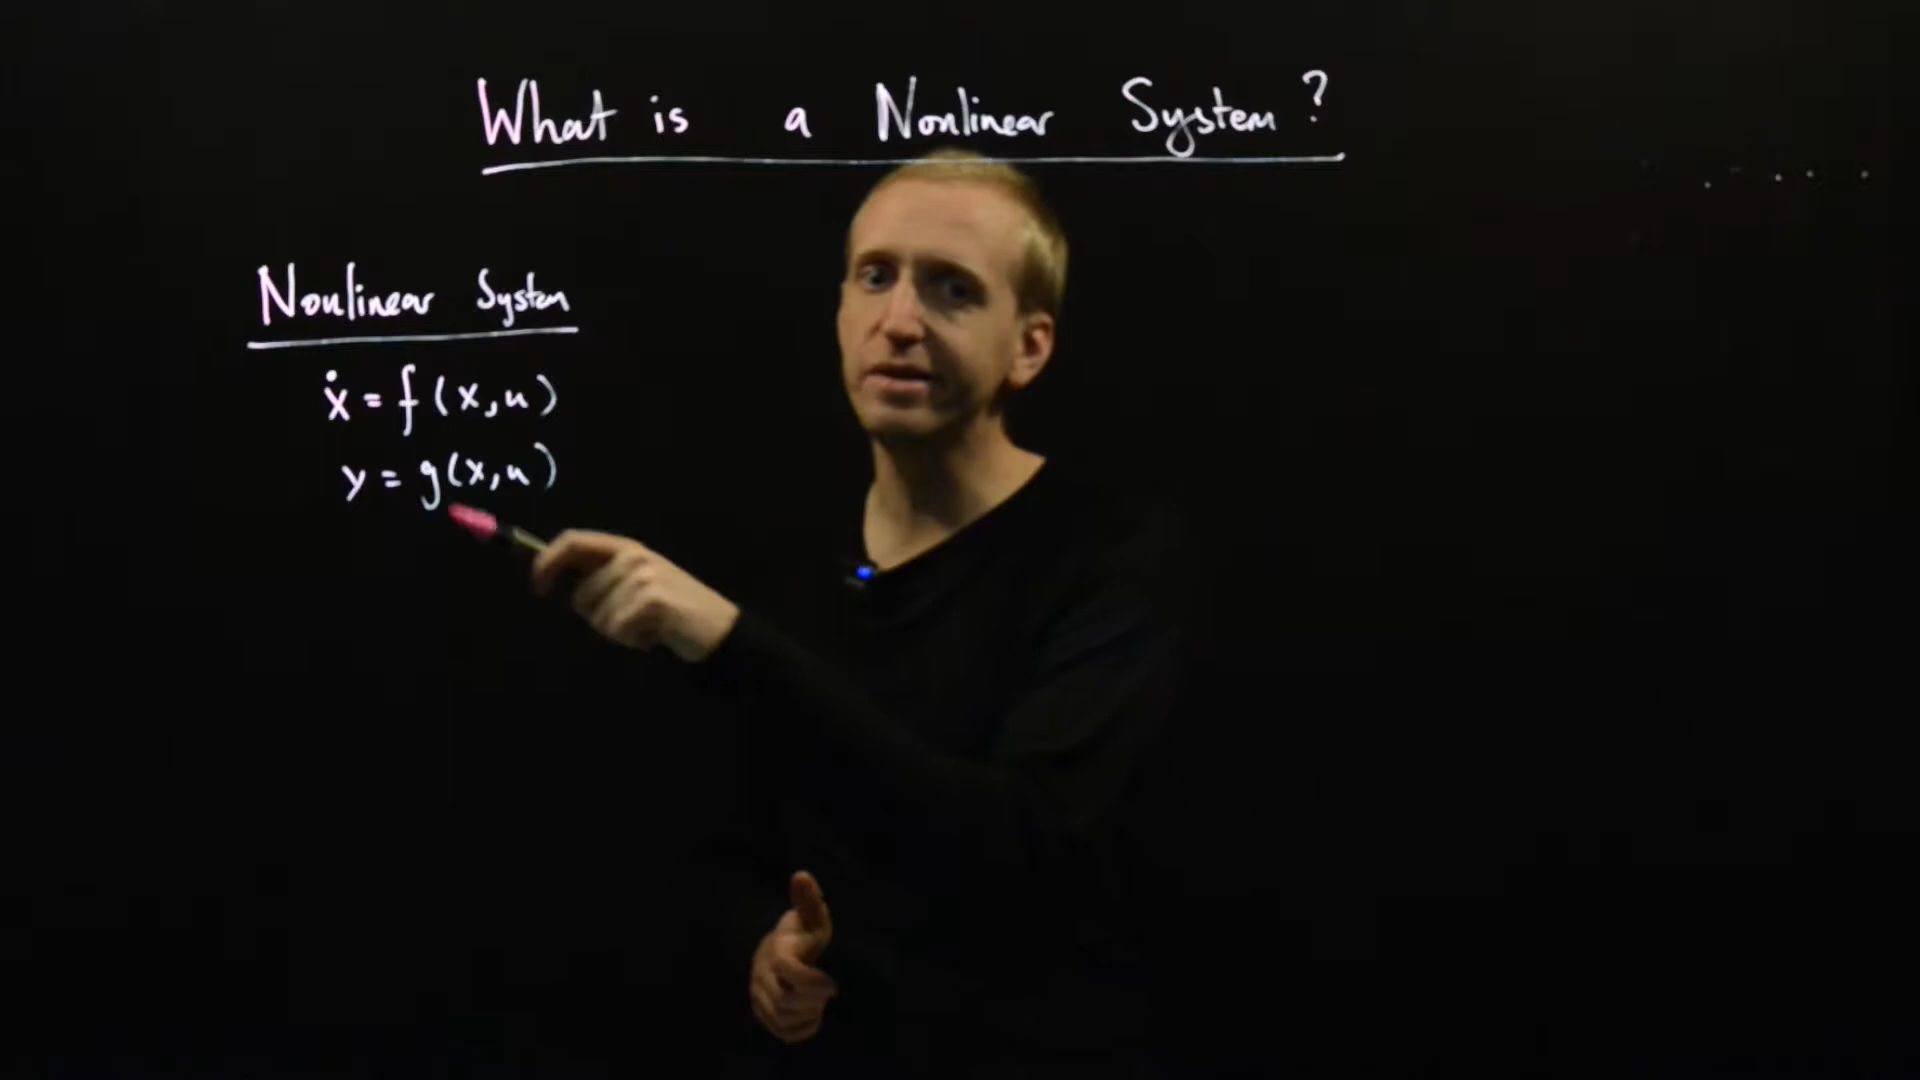 What is a Nonlinear System?
Nonlinear System
ẋ = f(x,u)
y = g(x,u)